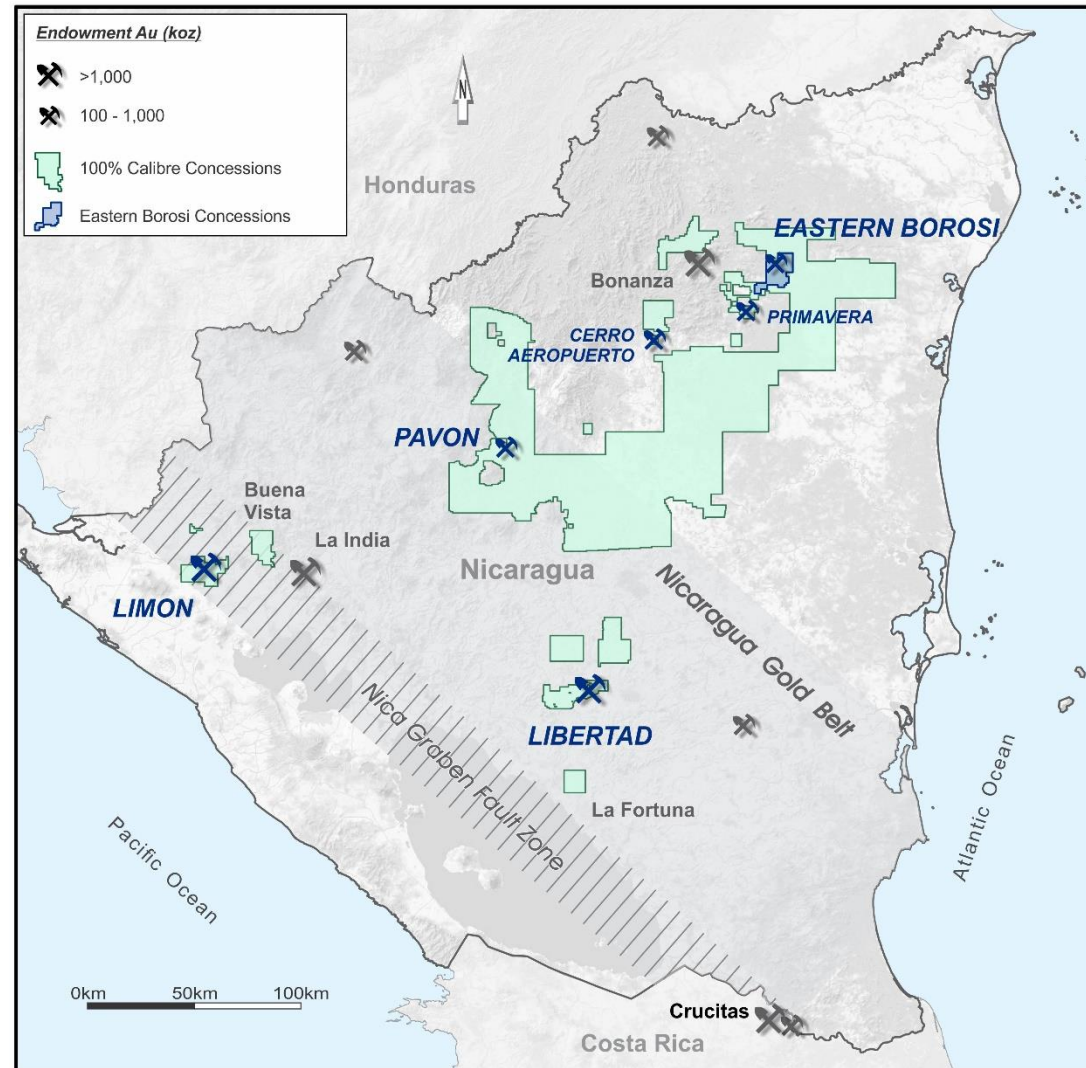 Endowment Au (koz)
>1,000
100 - 1,000
100% Calibre Concessions
Eastern Borosi Concessions
N
Honduras
EASTERN BOROSI
Bonanza
PRIMAVERA
CERRO
AEROPUERTO
PAVON
Buena
Vista
La India
Nicaragua
LIMON
Nicaragua Gold Belt
LIBERTAD
Nica Graben Fault Zone
La Fortuna
Atlantic Ocean
Pacific Ocean
0km 50km 100km
Crucitas
Costa Rica